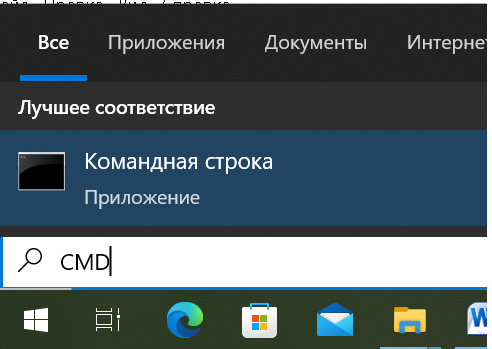 Все Приложения Документы Интернет
Лучшее соответствие
Командная строка
Приложение
CMD